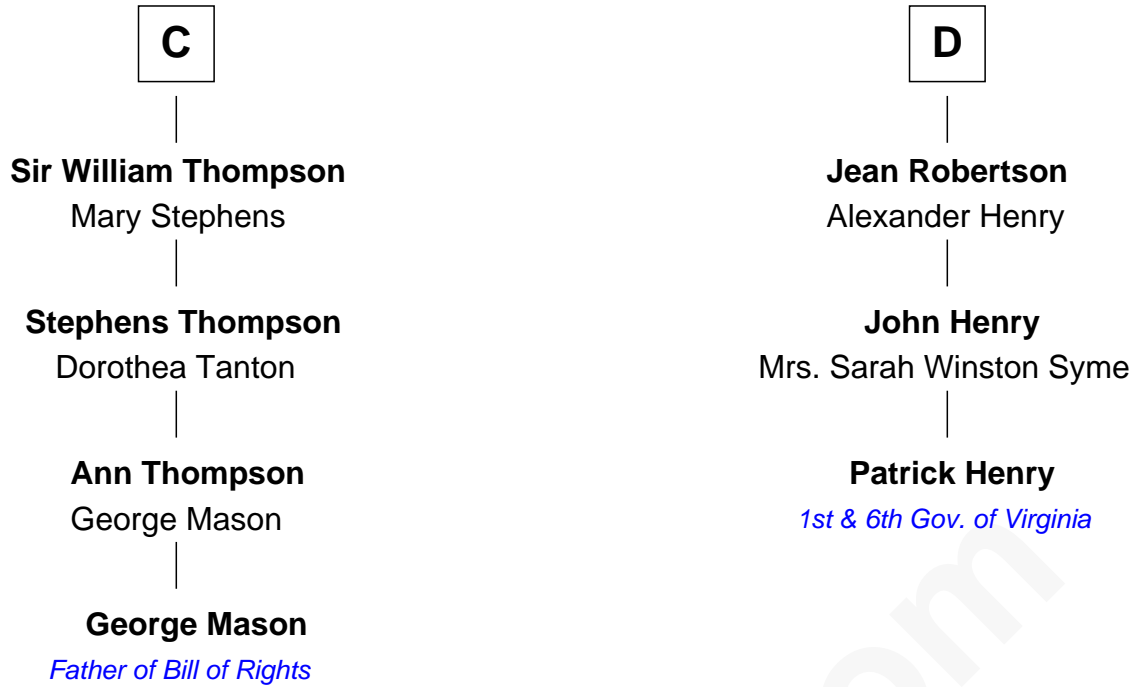 C
Sir William Thompson
Mary Stephens
Stephens Thompson
Dorothea Tanton
Ann Thompson
George Mason
George Mason
Father of Bill of Rights
D
Jean Robertson
Alexander Henry
John Henry
Mrs. Sarah Winston Syme
Patrick Henry
1st & 6th Gov. of Virginia
om